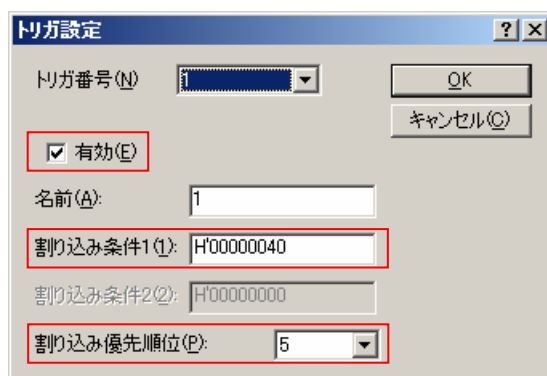 トリガ設定
トリガ番号(N) 1
OK
キャンセル(C)
有効(E)
名前(A): 1
割り込み条件1(1): H'00000040
割り込み条件2(2): H'00000000
割り込み優先順位(P): 5